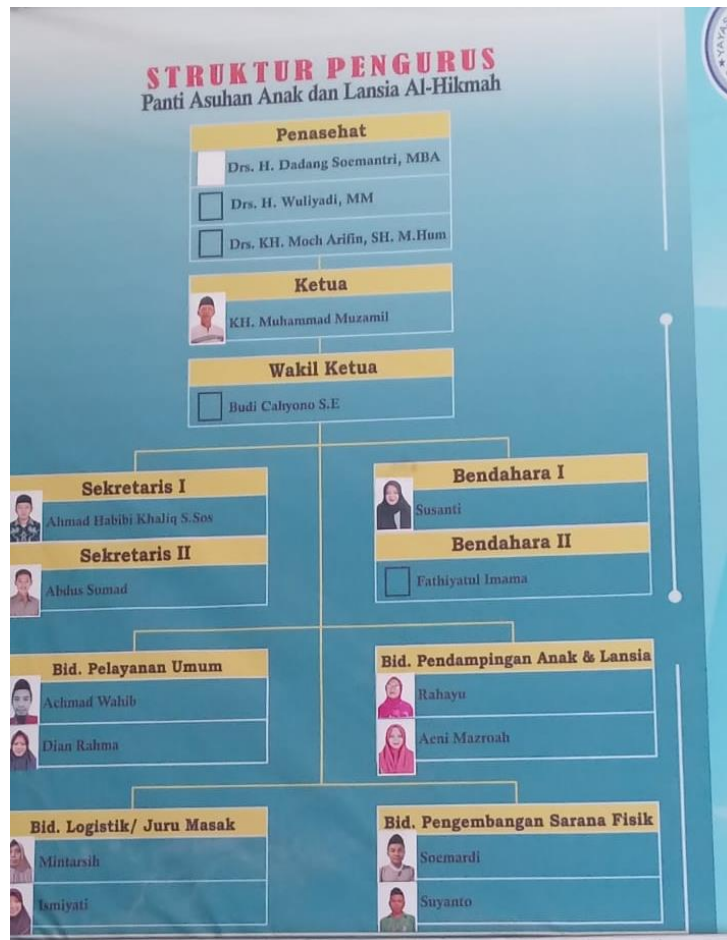 STRUKTUR PENGURUS
Panti Asuhan Anak dan Lansia Al-Hikmah
Penasehat
Drs. H. Dadang Soemantri, MBA
Drs. H. Wuliyadi, MM
Drs. KH. Moch Arifin, SH. M.Hum
Ketua
KH. Muhammad Muzamil
Wakil Ketua
Budi Cahyono S.E
Sekretaris I
Ahmad Habibi Khaliq S.Sos
Sekretaris II
Abdus Somad
Bendahara I
Susanti
Bendahara II
Fathiyatul Imama
Bid. Pelayanan Umum
Achmad Wahib
Dian Rahma
Bid. Pendampingan Anak & Lansia
Rahayu
Aeni Mazroah
Bid. Logistik/ Juru Masak
Mintarsih
Ismiyati
Bid. Pengembangan Sarana Fisik
Soemardi
Suyanto